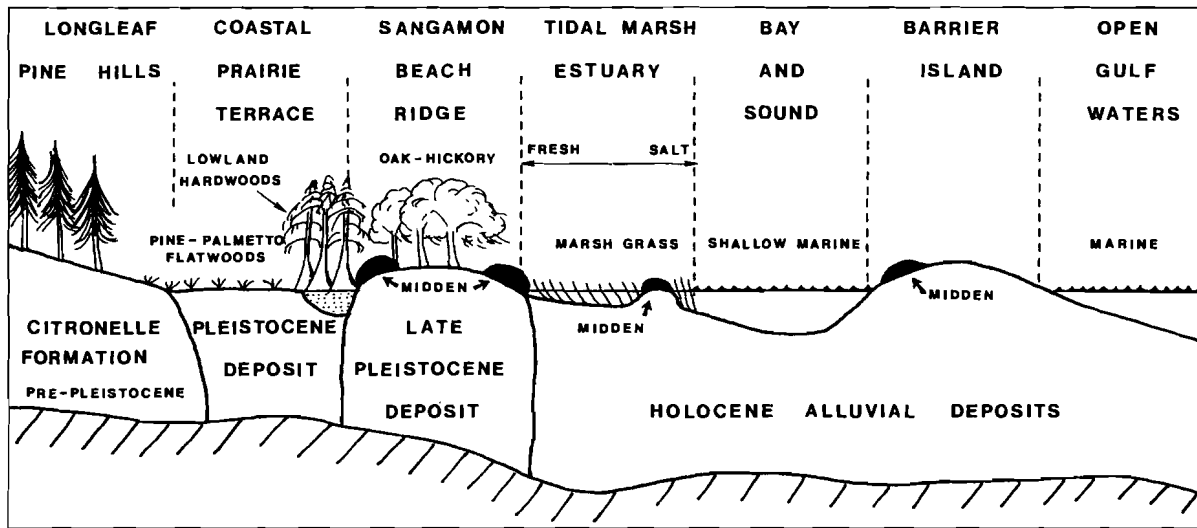 LONGLEAF
PINE HILLS
COASTAL
PRAIRIE
TERRACE
SANGAMON
BEACH
RIDGE
TIDAL MARSH
ESTUARY
BAY
AND
SOUND
BARRIER
ISLAND
OPEN
GULF
WATERS
LOWLAND
HARDWOODS
OAK-HICKORY
FRESH SALT
PINE-PALMETTO
FLATWOODS
MARSH GRASS
SHALLOW MARINE
MARINE
MIDDEN
MIDDEN
MIDDEN
CITRONELLE
FORMATION
PRE-PLEISTOCENE
PLEISTOCENE
DEPOSIT
LATE
PLEISTOCENE
DEPOSIT
HOLOCENE ALLUVIAL DEPOSITS